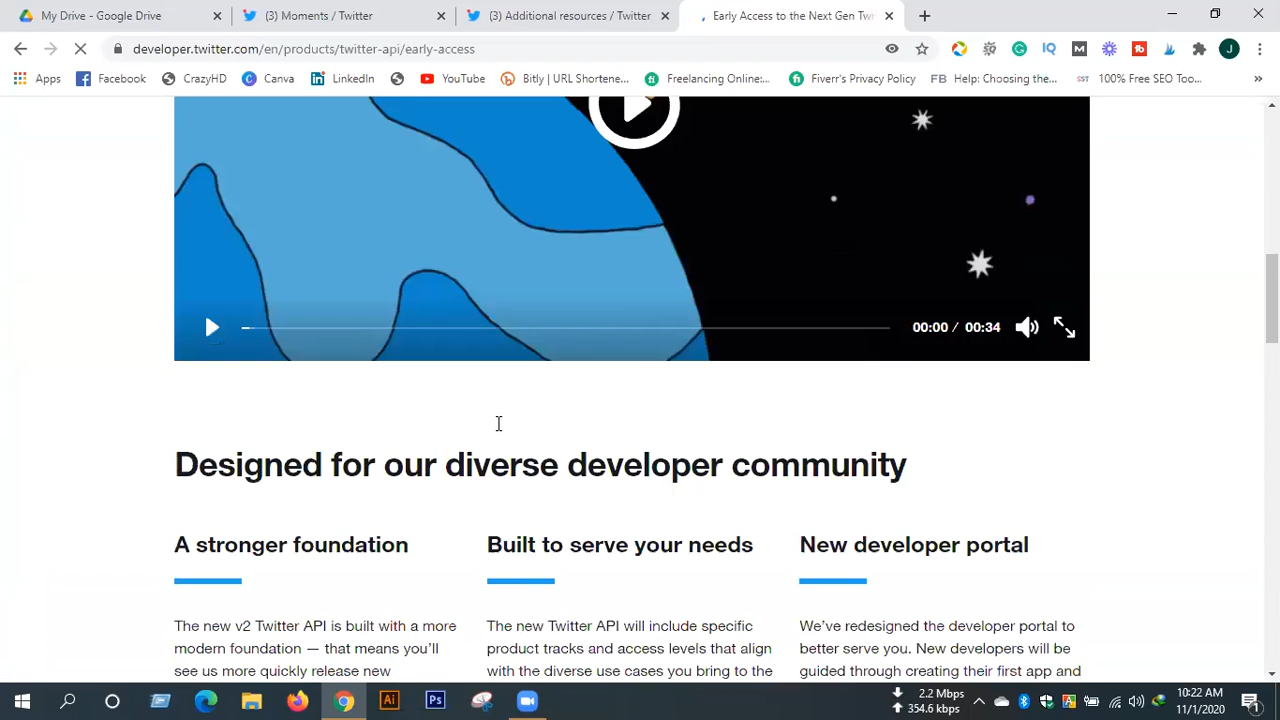 My Drive - Google Drive
(3) Moments / Twitter
(3) Additional resources / Twitter
Early Access to the Next Gen Tw
developer.twitter.com/en/products/twitter-api/early-access
J
Apps
Facebook
CrazyHD
Canva
LinkedIn
YouTube
Bitly | URL Shortene...
Freelancing Online:...
Fiverr's Privacy Policy
FB Help: Choosing the...
100% Free SEO Too...
00:00 / 00:34
Designed for our diverse developer community
A stronger foundation
Built to serve your needs
New developer portal
The new v2 Twitter API is built with a more
modern foundation — that means you'll
see us more quickly release new
The new Twitter API will include specific
product tracks and access levels that align
with the diverse use cases you bring to the
We've redesigned the developer portal to
better serve you. New developers will be
guided through creating their first app and
2.2 Mbps
354.6 kbps
10:22 AM
11/1/2020